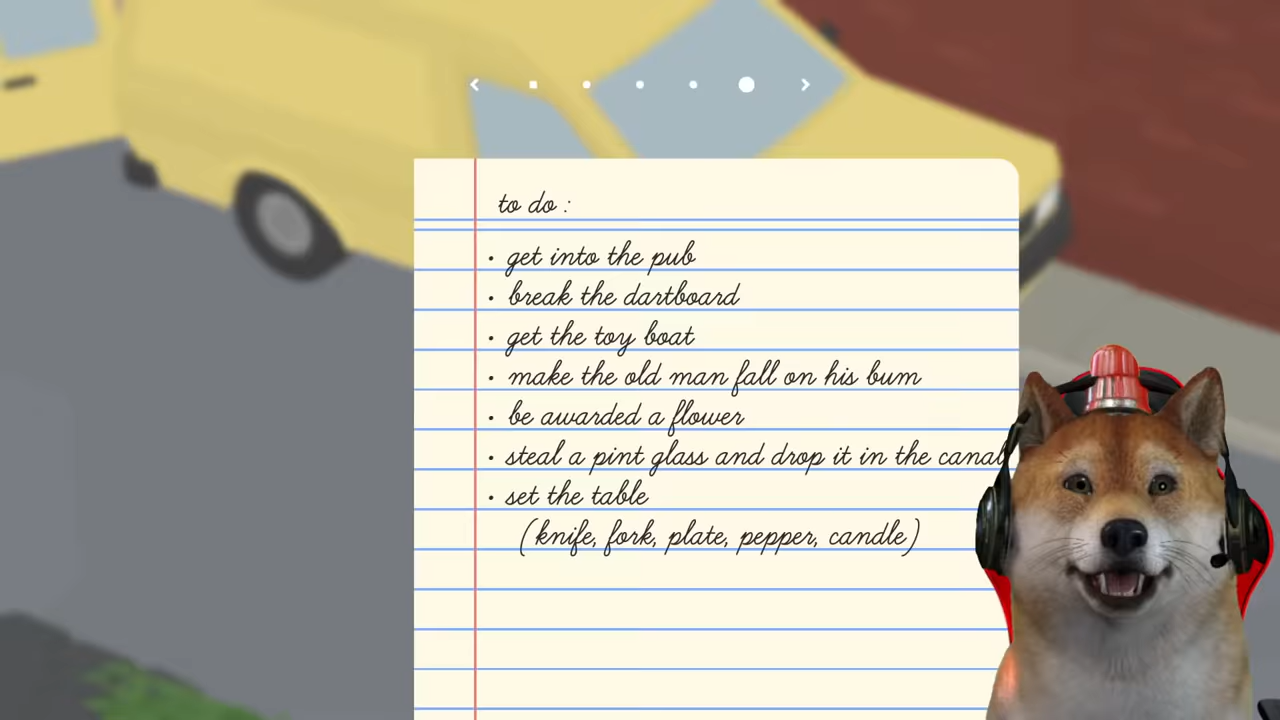 to do :
• get into the pub
• break the dartboard
• get the toy boat
• make the old man fall on his bum
• be awarded a flower
• steal a pint glass and drop it in the canal
• set the table
(knife, fork, plate, pepper, candle)